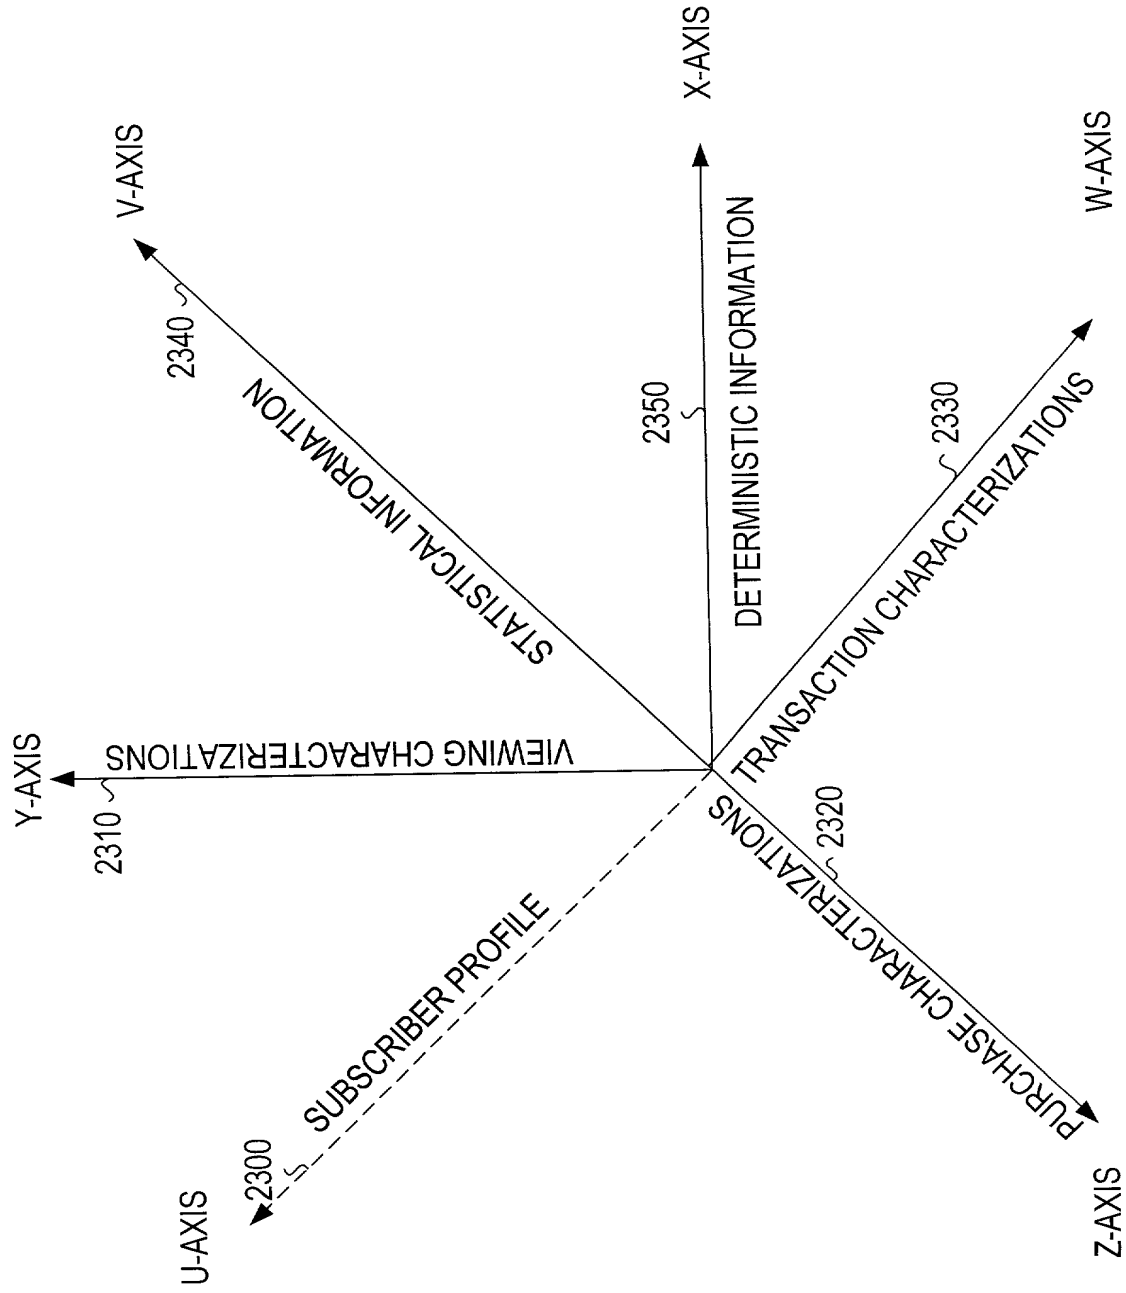 Y-AXIS
2310
VIEWING CHARACTERIZATIONS
V-AXIS
2340
STATISTICAL INFORMATION
X-AXIS
2350
DETERMINISTIC INFORMATION
W-AXIS
2330
TRANSACTION CHARACTERIZATIONS
Z-AXIS
2320
PURCHASE CHARACTERIZATIONS
U-AXIS
2300
SUBSCRIBER PROFILE